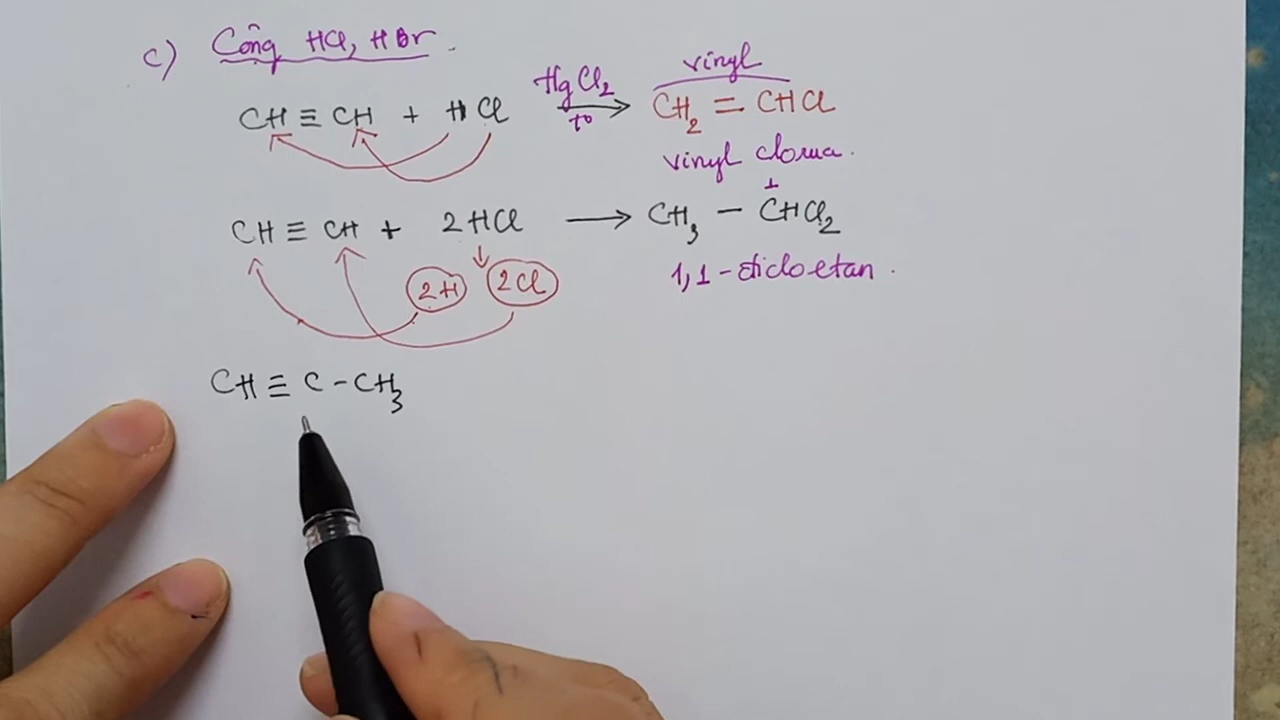 c) Cộng HCl, HBr.
vinyl
CH ≡ CH + HCl HgCl₂ t° → CH₂ = CHCl
vinyl clorua.
1
CH ≡ CH + 2HCl → CH₃ - CHCl₂
2H 2Cl
1,1-đicloetan.
CH ≡ C - CH₃